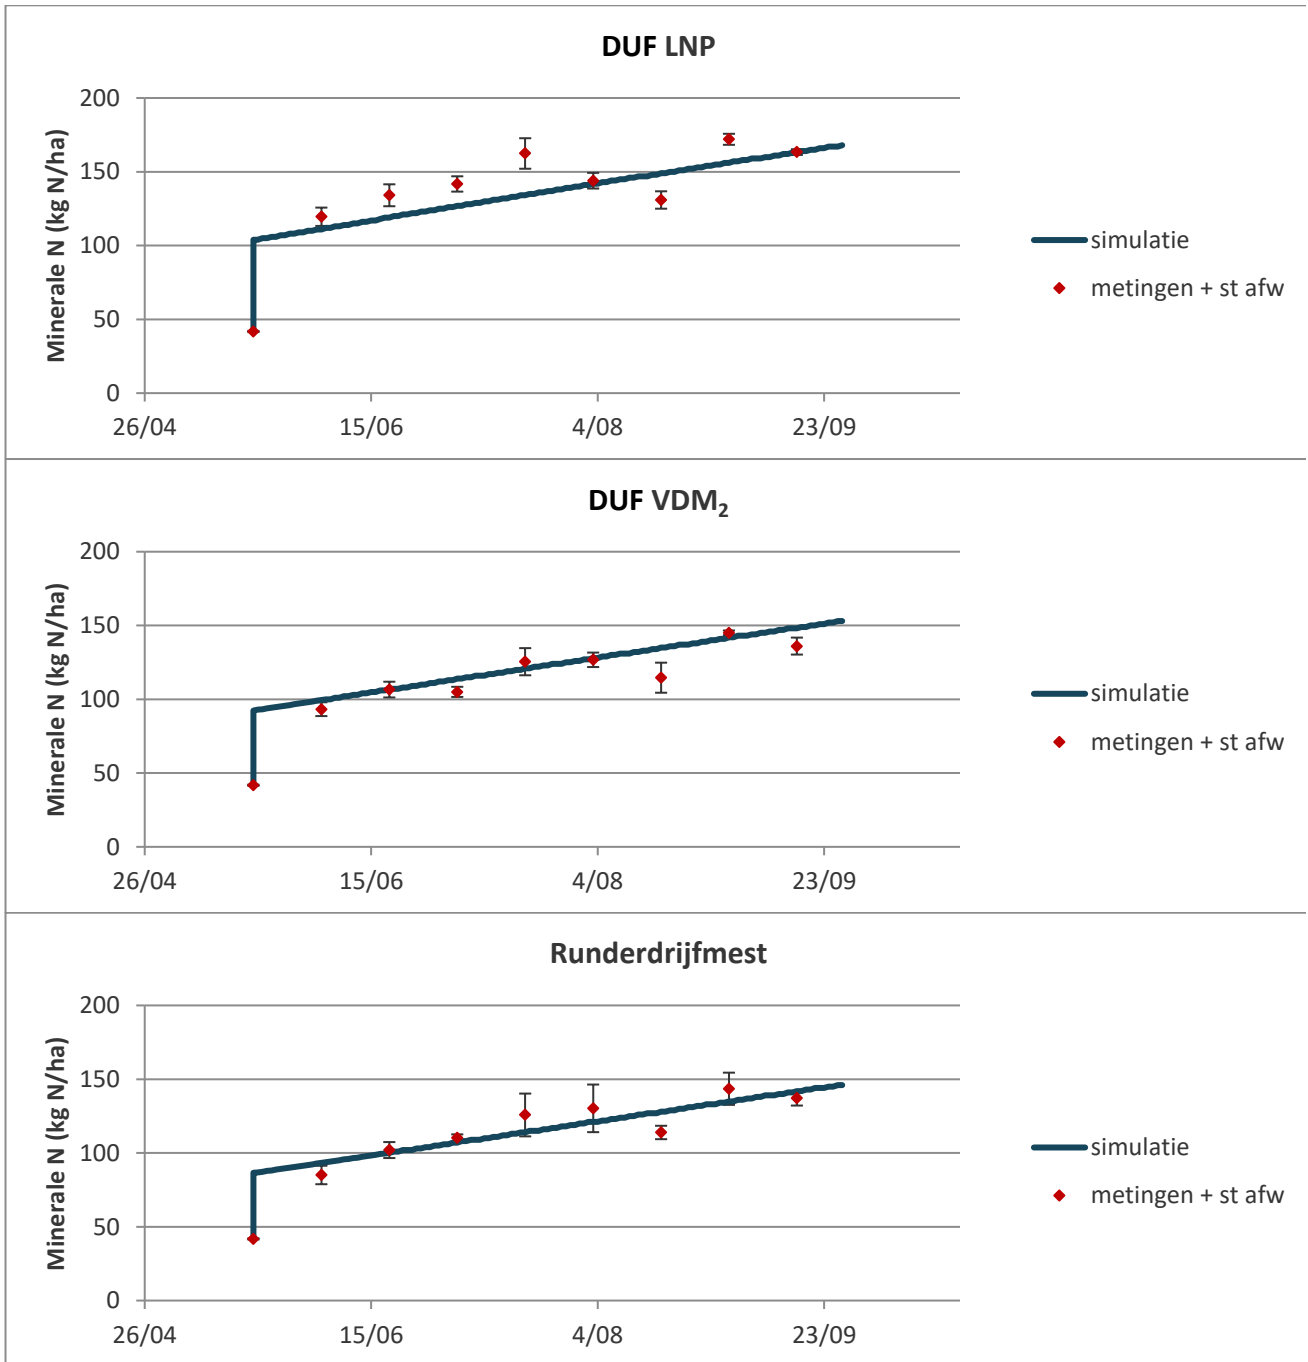 DUF LNP
Minerale N (kg N/ha)
200
150
100
50
0
26/04
15/06
4/08
23/09
simulatie
metingen + st afw
DUF VDM₂
Minerale N (kg N/ha)
200
150
100
50
0
26/04
15/06
4/08
23/09
simulatie
metingen + st afw
Runderdrijfmest
Minerale N (kg N/ha)
200
150
100
50
0
26/04
15/06
4/08
23/09
simulatie
metingen + st afw